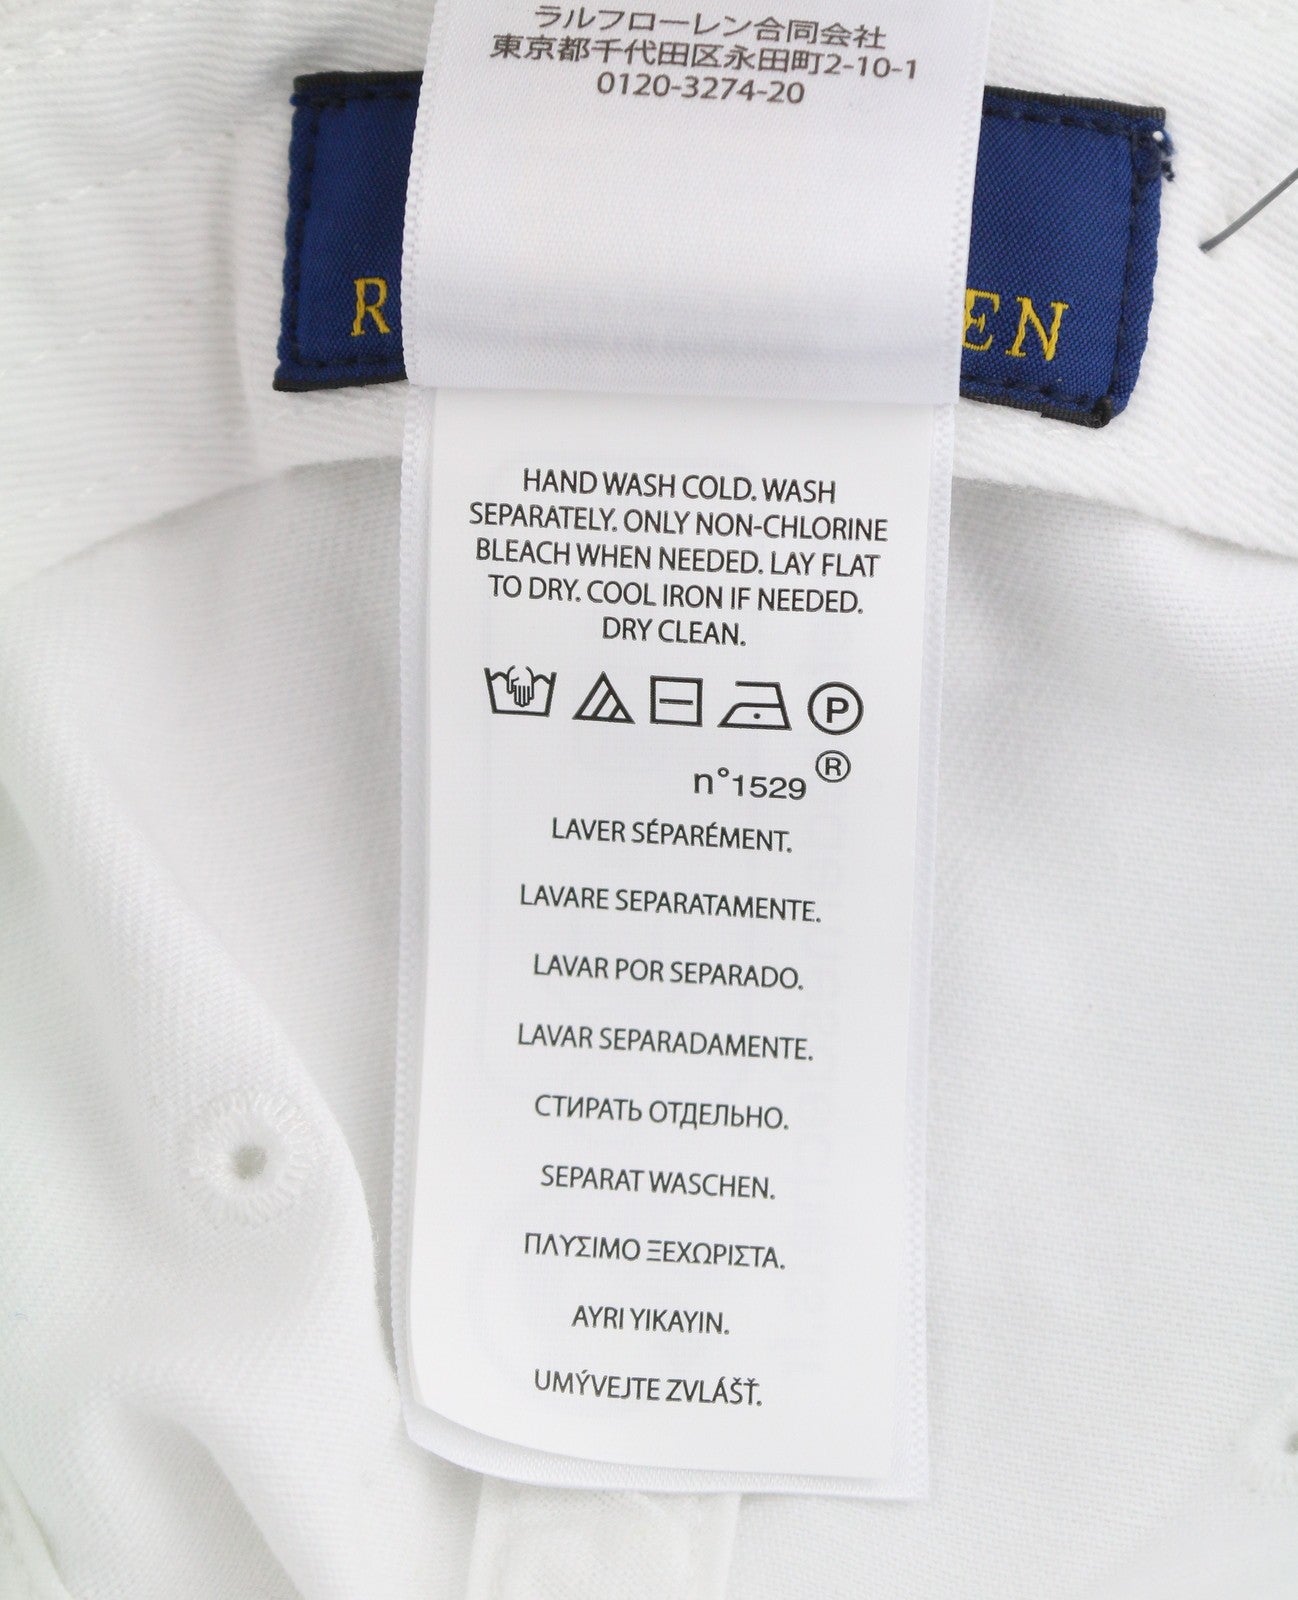 ラルフローレン合同会社
東京都千代田区永田町2-10-1
0120-3274-20
R EN
HAND WASH COLD. WASH
SEPARATELY. ONLY NON-CHLORINE
BLEACH WHEN NEEDED. LAY FLAT
TO DRY. COOL IRON IF NEEDED.
DRY CLEAN.
P
n°1529 ®
LAVER SÉPARÉMENT.
LAVARE SEPARATAMENTE.
LAVAR POR SEPARADO.
LAVAR SEPARADAMENTE.
СТИРАТЬ ОТДЕЛЬНО.
SEPARAT WASCHEN.
ΠΛΥΣΙΜΟ ΞΕΧΩΡΙΣΤΑ.
AYRI YIKAYIN.
UMÝVEJTE ZVLÁŠŤ.